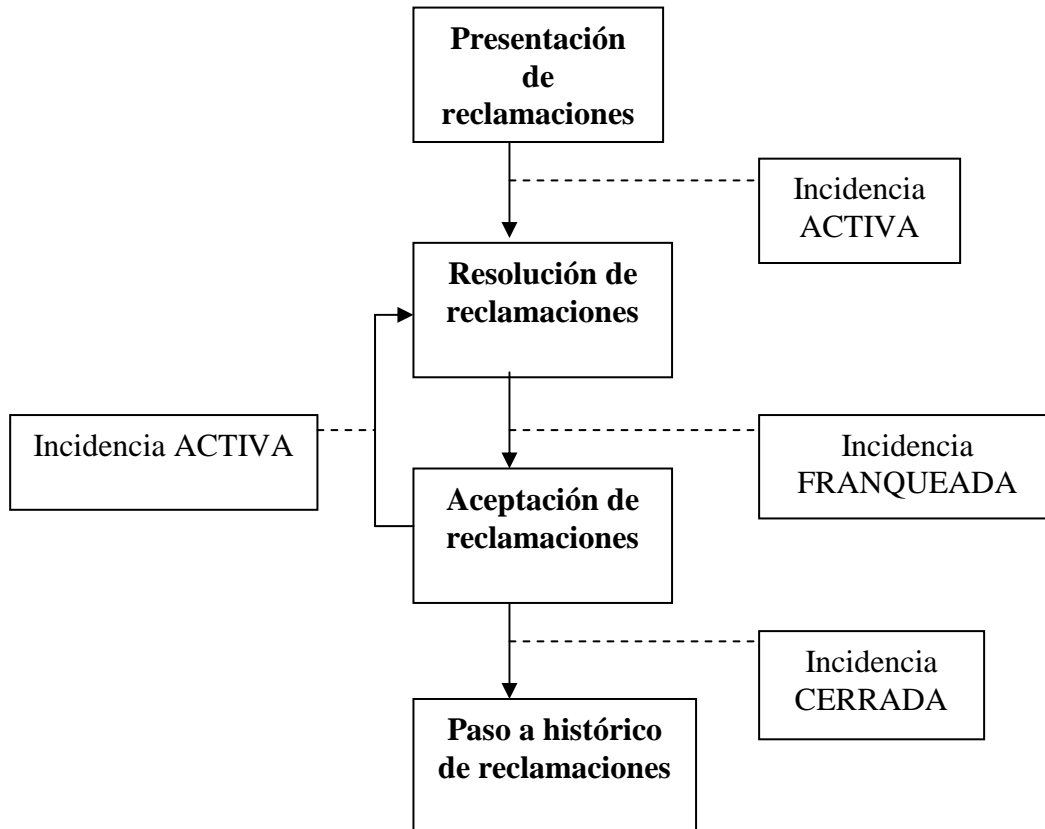 Presentación
de
reclamaciones
Incidencia
ACTIVA
Resolución de
reclamaciones
Incidencia ACTIVA
Incidencia
FRANQUEADA
Aceptación de
reclamaciones
Incidencia
CERRADA
Paso a histórico
de reclamaciones